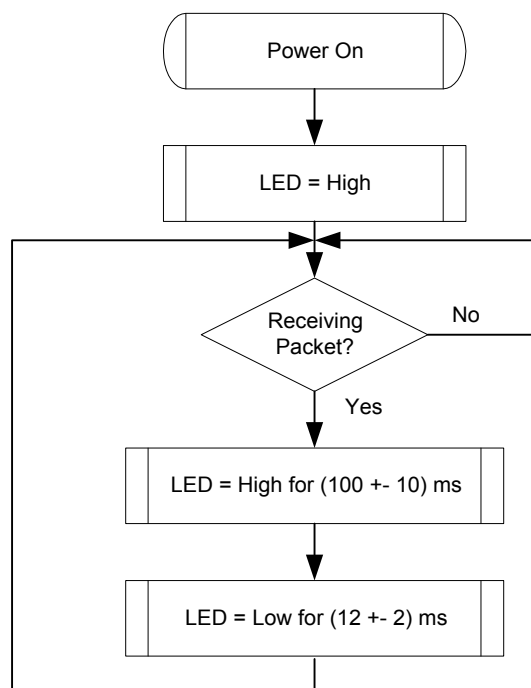 Power On
LED = High
Receiving
Packet?
No
Yes
LED = High for (100 +- 10) ms
LED = Low for (12 +- 2) ms